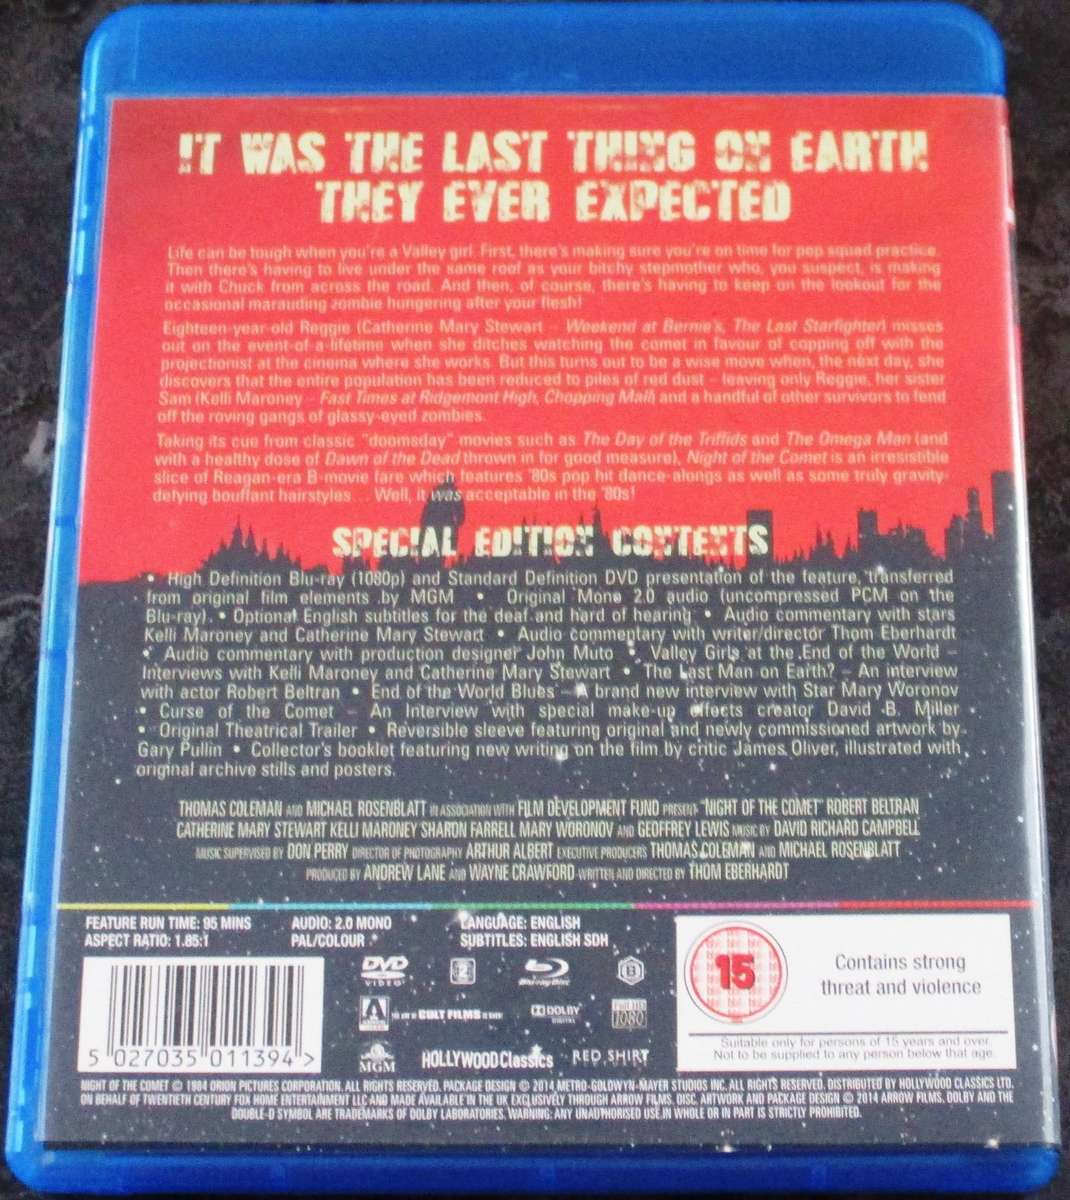 IT WAS THE LAST THING ON EARTH
THEY EVER EXPECTED
Life can be tough when you're a Valley girl. First, there's making sure you're on time for pep squad practice.
Then there's having to live under the same roof as your bitchy stepmother who, you suspect, is making
it with Chuck from across the road. And then, of course, there's having to keep on the lookout for the
occasional marauding zombie hungering after your flesh!
Eighteen-year-old Reggie (Catherine Mary Stewart – Weekend at Bernie's, The Last Starfighter) misses
out on the event-of a lifetime when she ditches watching the comet in favour of copping off with the
projectionist at the cinema where she works. But this turns out to be a wise move when, the next day, she
discovers that the entire population has been reduced to piles of red dust – leaving only Reggie, her sister
Sam (Kelli Maroney – Fast Times at Ridgemont High, Chopping Mall) and a handful of other survivors to fend
off the roving gangs of glassy-eyed zombies.
Taking its cue from classic "doomsday" movies such as The Day of the Triffids and The Omega Man (and
with a healthy dose of Dawn of the Dead thrown in for good measure), Night of the Comet is an irresistible
slice of Reagan-era B-movie fare which features '80s pop hit dance-alongs as well as some truly gravity-
defying bouffant hairstyles... Well, it was acceptable in the '80s!
SPECIAL EDITION CONTENTS
• High Definition Blu-ray (1080p) and Standard Definition DVD presentation of the feature, transferred
from original film elements by MGM • Original Mono 2.0 audio (uncompressed PCM on the
Blu-ray) • Optional English subtitles for the deaf and hard of hearing • Audio commentary with stars
Kelli Maroney and Catherine Mary Stewart • Audio commentary with writer/director Thom Eberhardt
• Audio commentary with production designer John Muto • Valley Girls at the End of the World –
Interviews with Kelli Maroney and Catherine Mary Stewart • The Last Man on Earth? – An interview
with actor Robert Beltran • End of the World Blues – A brand new interview with Star Mary Woronov
• Curse of the Comet – An Interview with special make-up effects creator David B. Miller
• Original Theatrical Trailer • Reversible sleeve featuring original and newly commissioned artwork by
Gary Pullin • Collector's booklet featuring new writing on the film by critic James Oliver, illustrated with
original archive stills and posters.
THOMAS COLEMAN AND MICHAEL ROSENBLATT IN ASSOCIATION WITH FILM DEVELOPMENT FUND PRESENT "NIGHT OF THE COMET" ROBERT BELTRAN
CATHERINE MARY STEWART KELLI MARONEY SHARON FARRELL MARY WORONOV AND GEOFFREY LEWIS MUSIC BY DAVID RICHARD CAMPBELL
MUSIC SUPERVISED BY DON PERRY DIRECTOR OF PHOTOGRAPHY ARTHUR ALBERT EXECUTIVE PRODUCERS THOMAS COLEMAN AND MICHAEL ROSENBLATT
PRODUCED BY ANDREW LANE AND WAYNE CRAWFORD WRITTEN AND DIRECTED BY THOM EBERHARDT
FEATURE RUN TIME: 95 MINS AUDIO: 2.0 MONO LANGUAGE: ENGLISH
ASPECT RATIO: 1.85:1 PAL/COLOUR SUBTITLES: ENGLISH SDH
DVD VIDEO 2 Blu-ray Disc B
ARROW CULT FILMS DOLBY DIGITAL FULL HD 1080
MGM HOLLYWOODClassics RED SHIRT
5 027035 011394 >
15
Contains strong
threat and violence
Suitable only for persons of 15 years and over.
Not to be supplied to any person below that age.
NIGHT OF THE COMET © 1984 ORION PICTURES CORPORATION. ALL RIGHTS RESERVED. PACKAGE DESIGN © 2014 METRO-GOLDWYN-MAYER STUDIOS INC. ALL RIGHTS RESERVED. DISTRIBUTED BY HOLLYWOOD CLASSICS LTD.
ON BEHALF OF TWENTIETH CENTURY FOX HOME ENTERTAINMENT LLC AND MADE AVAILABLE IN THE UK EXCLUSIVELY THROUGH ARROW FILMS. DISC, ARTWORK AND PACKAGE DESIGN © 2014 ARROW FILMS. DOLBY AND THE
DOUBLE-D SYMBOL ARE TRADEMARKS OF DOLBY LABORATORIES. WARNING: ANY UNAUTHORISED USE IN WHOLE OR IN PART IS STRICTLY PROHIBITED.